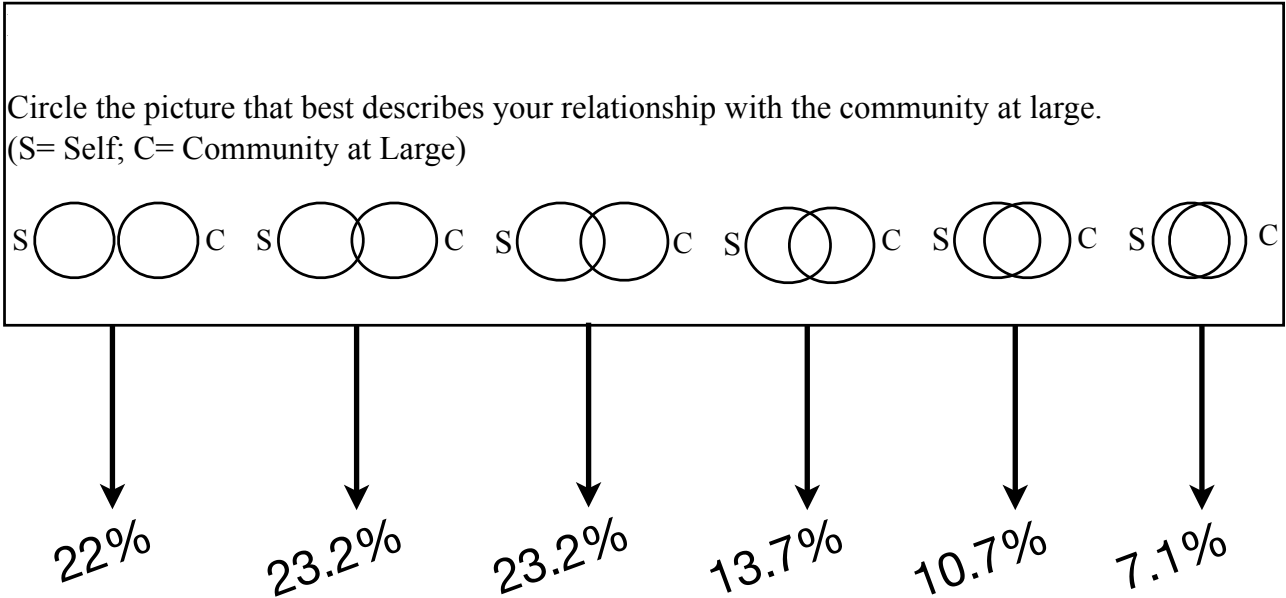 Circle the picture that best describes your relationship with the community at large.
(S= Self; C= Community at Large)
S C S C S C S C S C S C
22% 23.2% 23.2% 13.7% 10.7% 7.1%